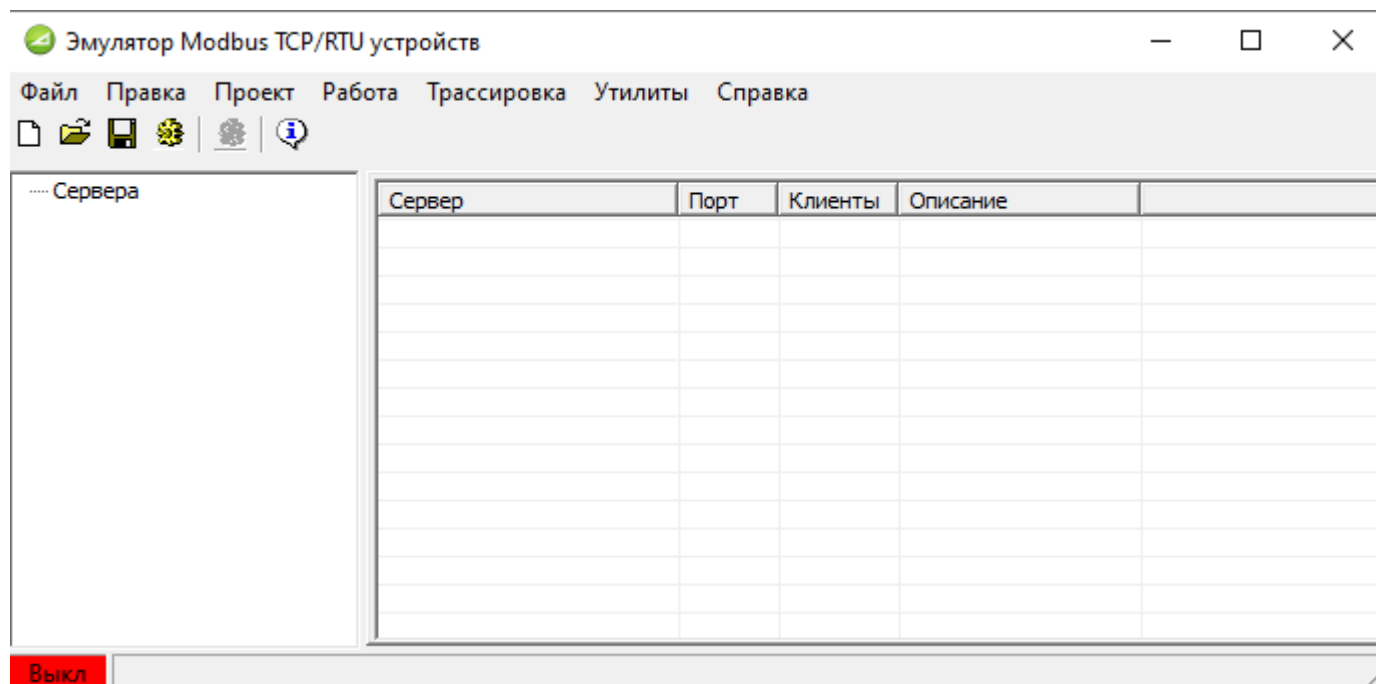 Эмулятор Modbus TCP/RTU устройств
Файл Правка Проект Работа Трассировка Утилиты Справка
Сервера
Сервер Порт Клиенты Описание
Выкл